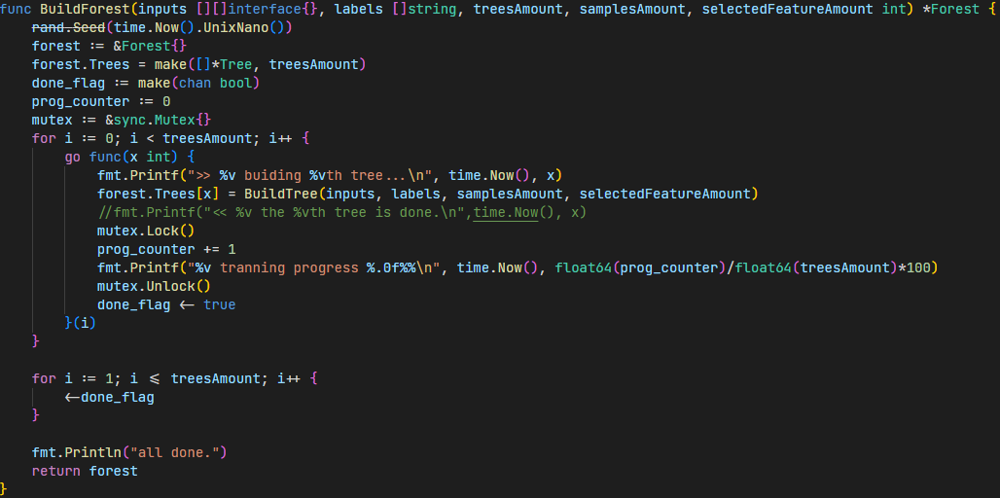 func BuildForest(inputs [][]interface{}, labels []string, treesAmount, samplesAmount, selectedFeatureAmount int) *Forest {
    rand.Seed(time.Now().UnixNano())
    forest := &Forest{}
    forest.Trees = make([]*Tree, treesAmount)
    done_flag := make(chan bool)
    prog_counter := 0
    mutex := &sync.Mutex{}
    for i := 0; i < treesAmount; i++ {
        go func(x int) {
            fmt.Printf(">> %v buiding %vth tree...\n", time.Now(), x)
            forest.Trees[x] = BuildTree(inputs, labels, samplesAmount, selectedFeatureAmount)
            //fmt.Printf("<< %v the %vth tree is done.\n",time.Now(), x)
            mutex.Lock()
            prog_counter += 1
            fmt.Printf("%v tranning progress %.0f%%\n", time.Now(), float64(prog_counter)/float64(treesAmount)*100)
            mutex.Unlock()
            done_flag <- true
        }(i)
    }

    for i := 1; i <= treesAmount; i++ {
        <-done_flag
    }

    fmt.Println("all done.")
    return forest
}